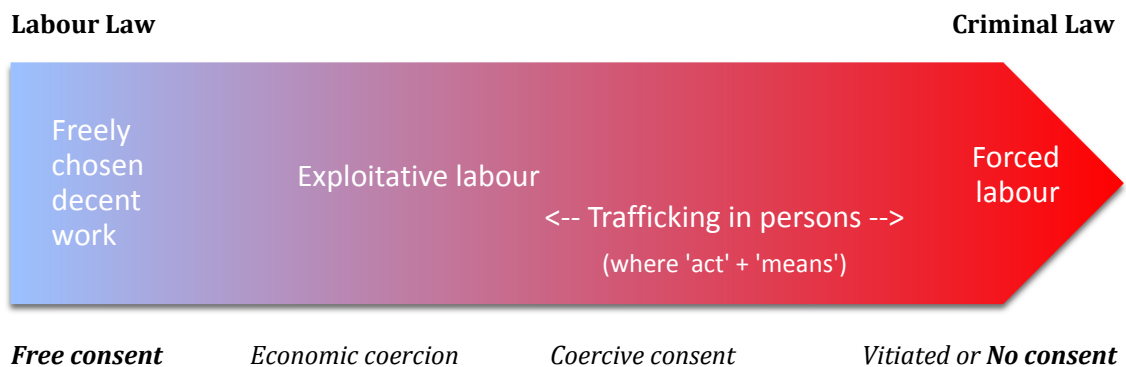 Labour Law
Criminal Law
Freely
chosen
decent
work
Exploitative labour
<-- Trafficking in persons -->
(where 'act' + 'means')
Forced
labour
Free consent
Economic coercion
Coercive consent
Vitiated or No consent